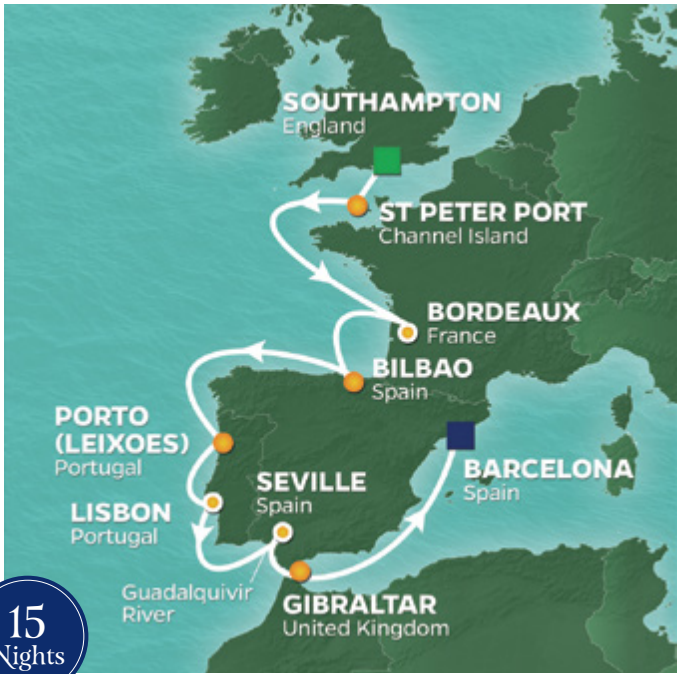 SOUTHAMPTON
England
ST PETER PORT
Channel Island
BORDEAUX
France
BILBAO
Spain
PORTO
(LEIXOES)
Portugal
LISBON
Portugal
SEVILLE
Spain
BARCELONA
Spain
Guadalquivir
River
GIBRALTAR
United Kingdom
15
Nights